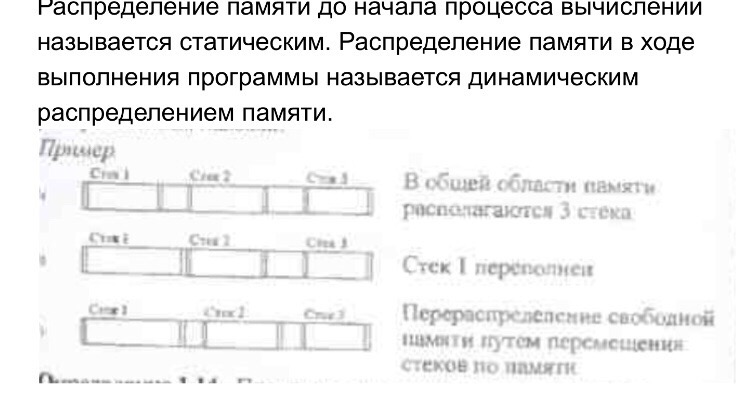 Распределение памяти до начала процесса вычислений
называется статическим. Распределение памяти в ходе
выполнения программы называется динамическим
распределением памяти.
Пример
Стек 1 Стек 2 Стек 3
В общей области памяти
располагаются 3 стека
Стек 1 Стек 2 Стек 3
Стек 1 переполнен
Стек 1 Стек 2 Стек 3
Перераспределение свободной
памяти путем перемещения
стеков по памяти